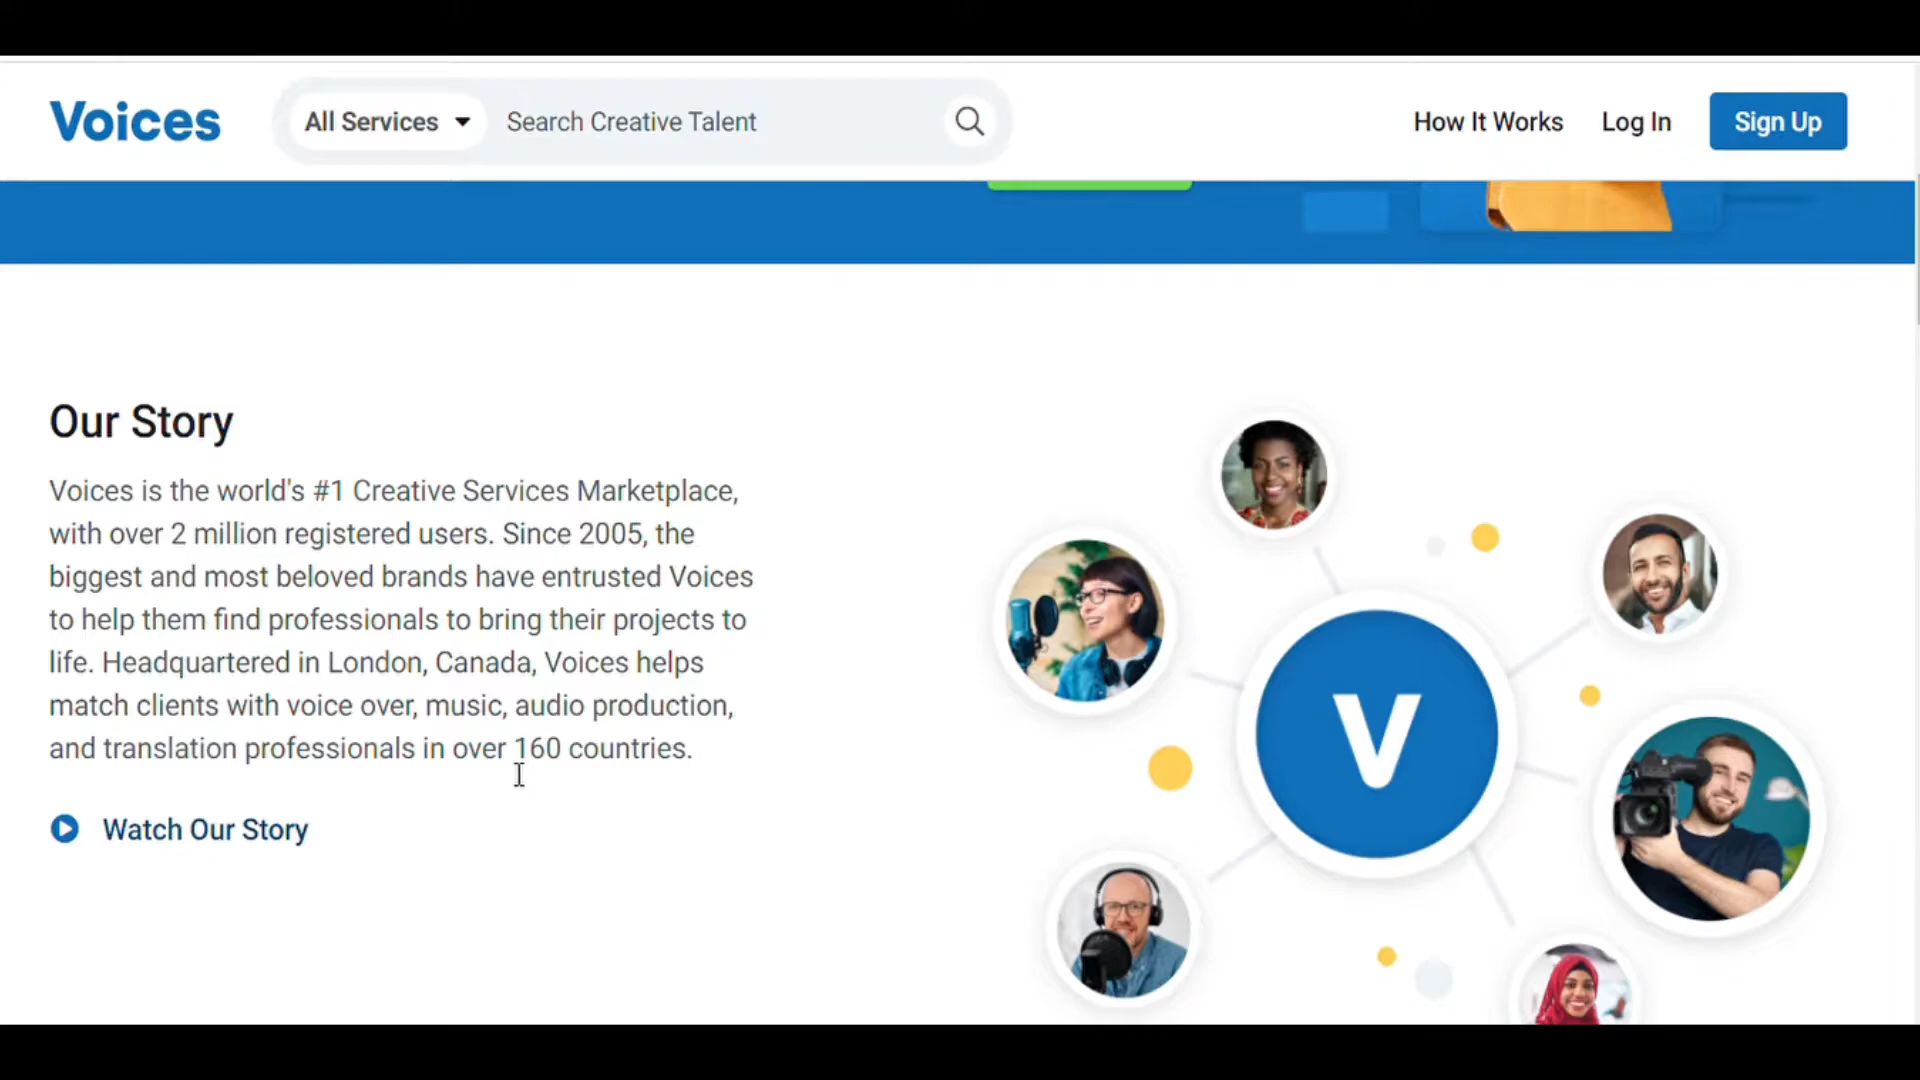 Voices
All Services
Search Creative Talent
How It Works
Log In
Sign Up
Our Story
Voices is the world's #1 Creative Services Marketplace,
with over 2 million registered users. Since 2005, the
biggest and most beloved brands have entrusted Voices
to help them find professionals to bring their projects to
life. Headquartered in London, Canada, Voices helps
match clients with voice over, music, audio production,
and translation professionals in over 160 countries.
Watch Our Story
V